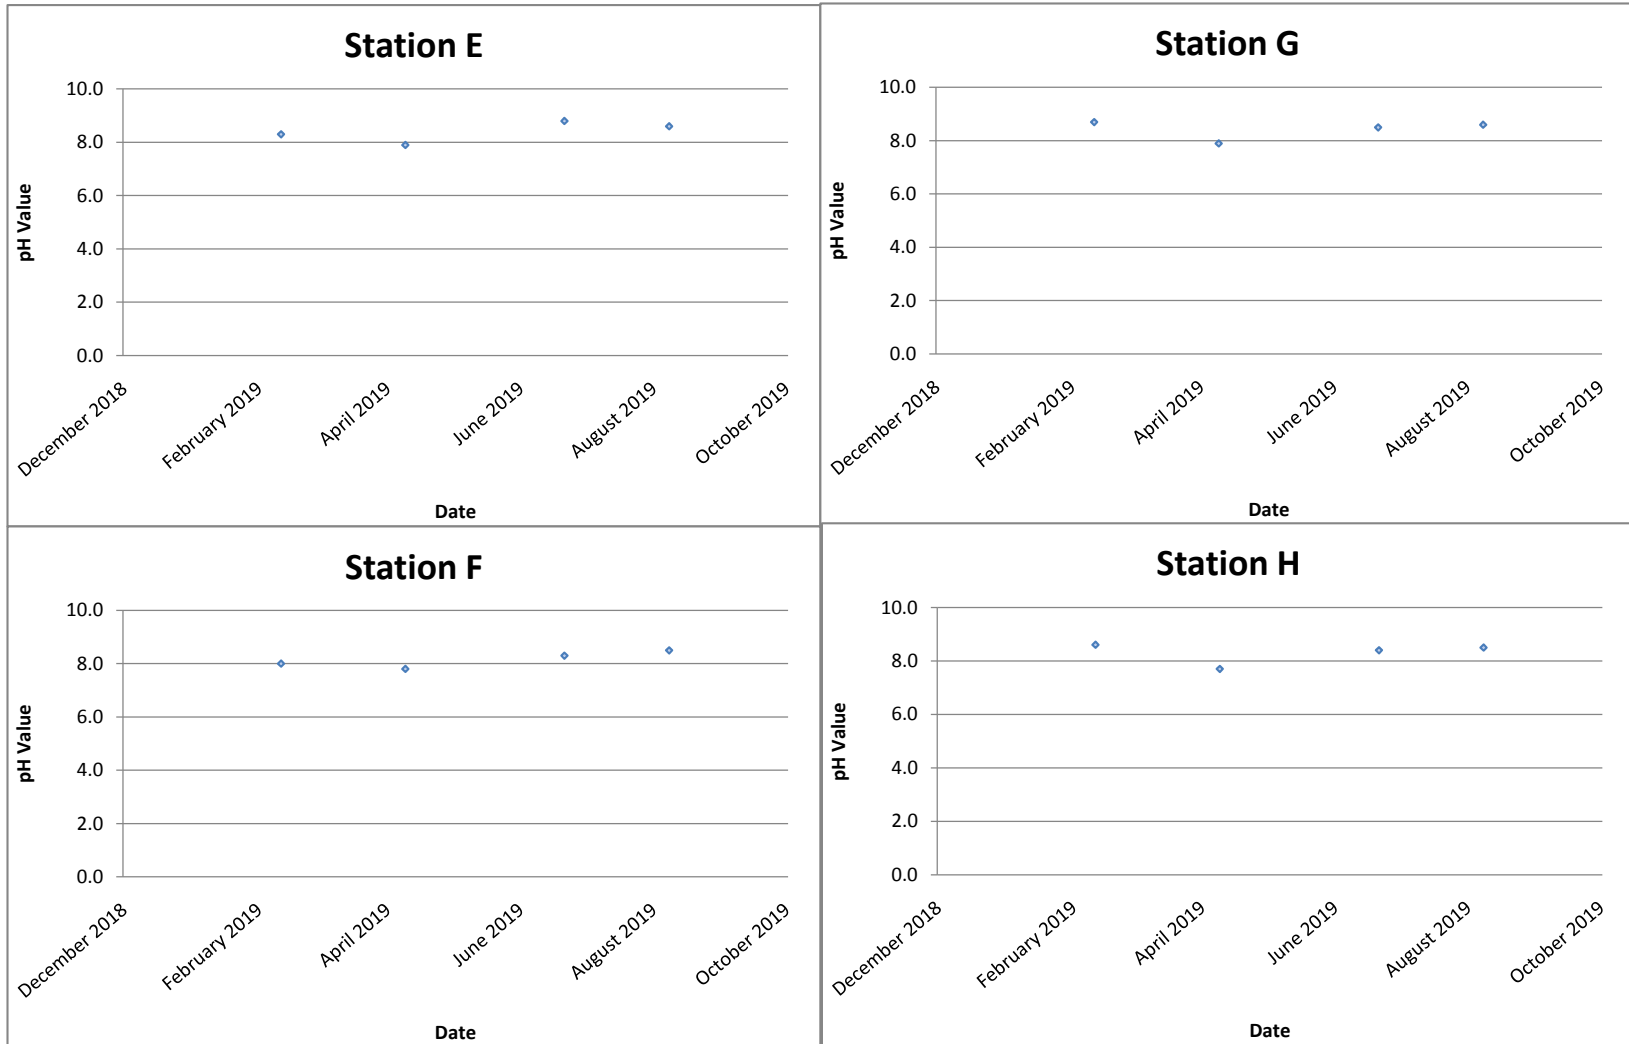 Station E
10.0
8.0
6.0
4.0
2.0
0.0
pH Value
December 2018
February 2019
April 2019
June 2019
August 2019
October 2019
Date
Station G
10.0
8.0
6.0
4.0
2.0
0.0
pH Value
December 2018
February 2019
April 2019
June 2019
August 2019
October 2019
Date
Station F
10.0
8.0
6.0
4.0
2.0
0.0
pH Value
December 2018
February 2019
April 2019
June 2019
August 2019
October 2019
Date
Station H
10.0
8.0
6.0
4.0
2.0
0.0
pH Value
December 2018
February 2019
April 2019
June 2019
August 2019
October 2019
Date